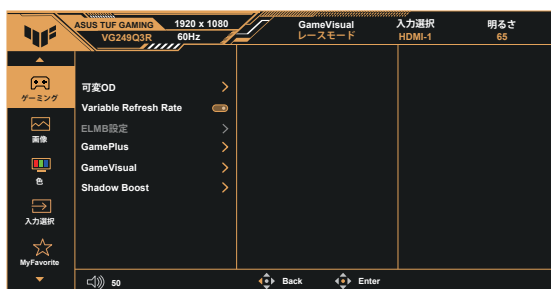 ASUS TUF GAMING 1920 x 1080 GameVisual 入力選択 明るさ
VG249Q3R 60Hz レースモード HDMI-1 65
ゲーミング
画像
色
入力選択
MyFavorite
可変OD
Variable Refresh Rate
ELMB設定
GamePlus
GameVisual
Shadow Boost
50 Back Enter